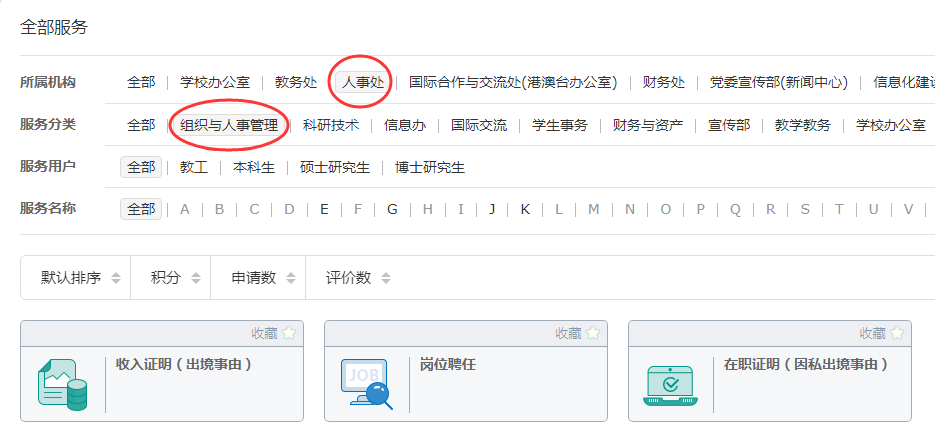 全部服务
所属机构 全部 学校办公室 教务处 人事处 国际合作与交流处(港澳台办公室) 财务处 党委宣传部(新闻中心) 信息化建设
服务分类 全部 组织与人事管理 科研技术 信息办 国际交流 学生事务 财务与资产 宣传部 教学教务 学校办公室
服务用户 全部 教工 本科生 硕士研究生 博士研究生
服务名称 全部 A B C D E F G H I J K L M N O P Q R S T U V
默认排序 积分 申请数 评价数
收藏 收藏 收藏
收入证明（出境事由） 岗位聘任 在职证明（因私出境事由）
JOB